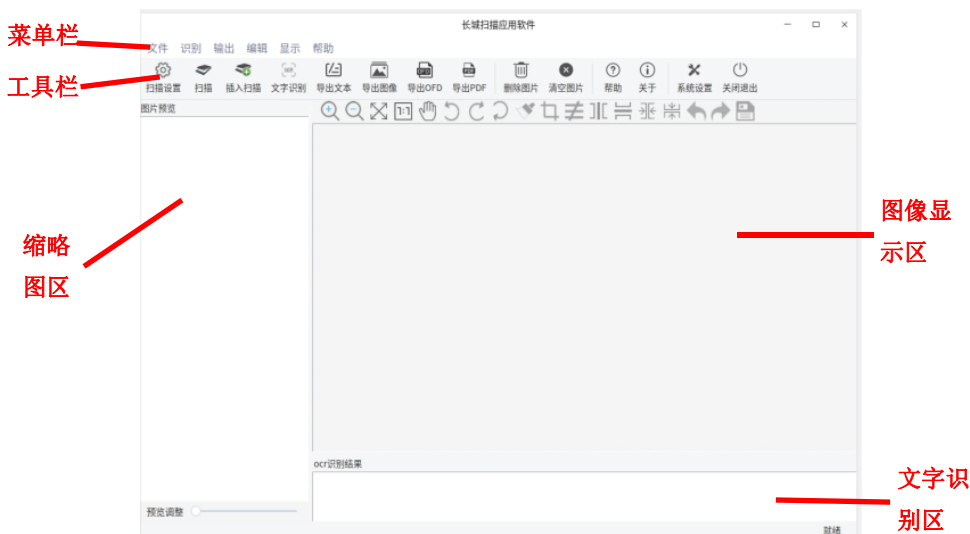 长城扫描应用软件
菜单栏
文件 识别 输出 编辑 显示 帮助
工具栏
扫描设置 扫描 插入扫描 文字识别 导出文本 导出图像 导出OFD 导出PDF 删除图片 清空图片 帮助 关于 系统设置 关闭退出
图片预览
1:1
缩略
图区
图像显
示区
ocr识别结果
文字识
别区
预览调整
就绪